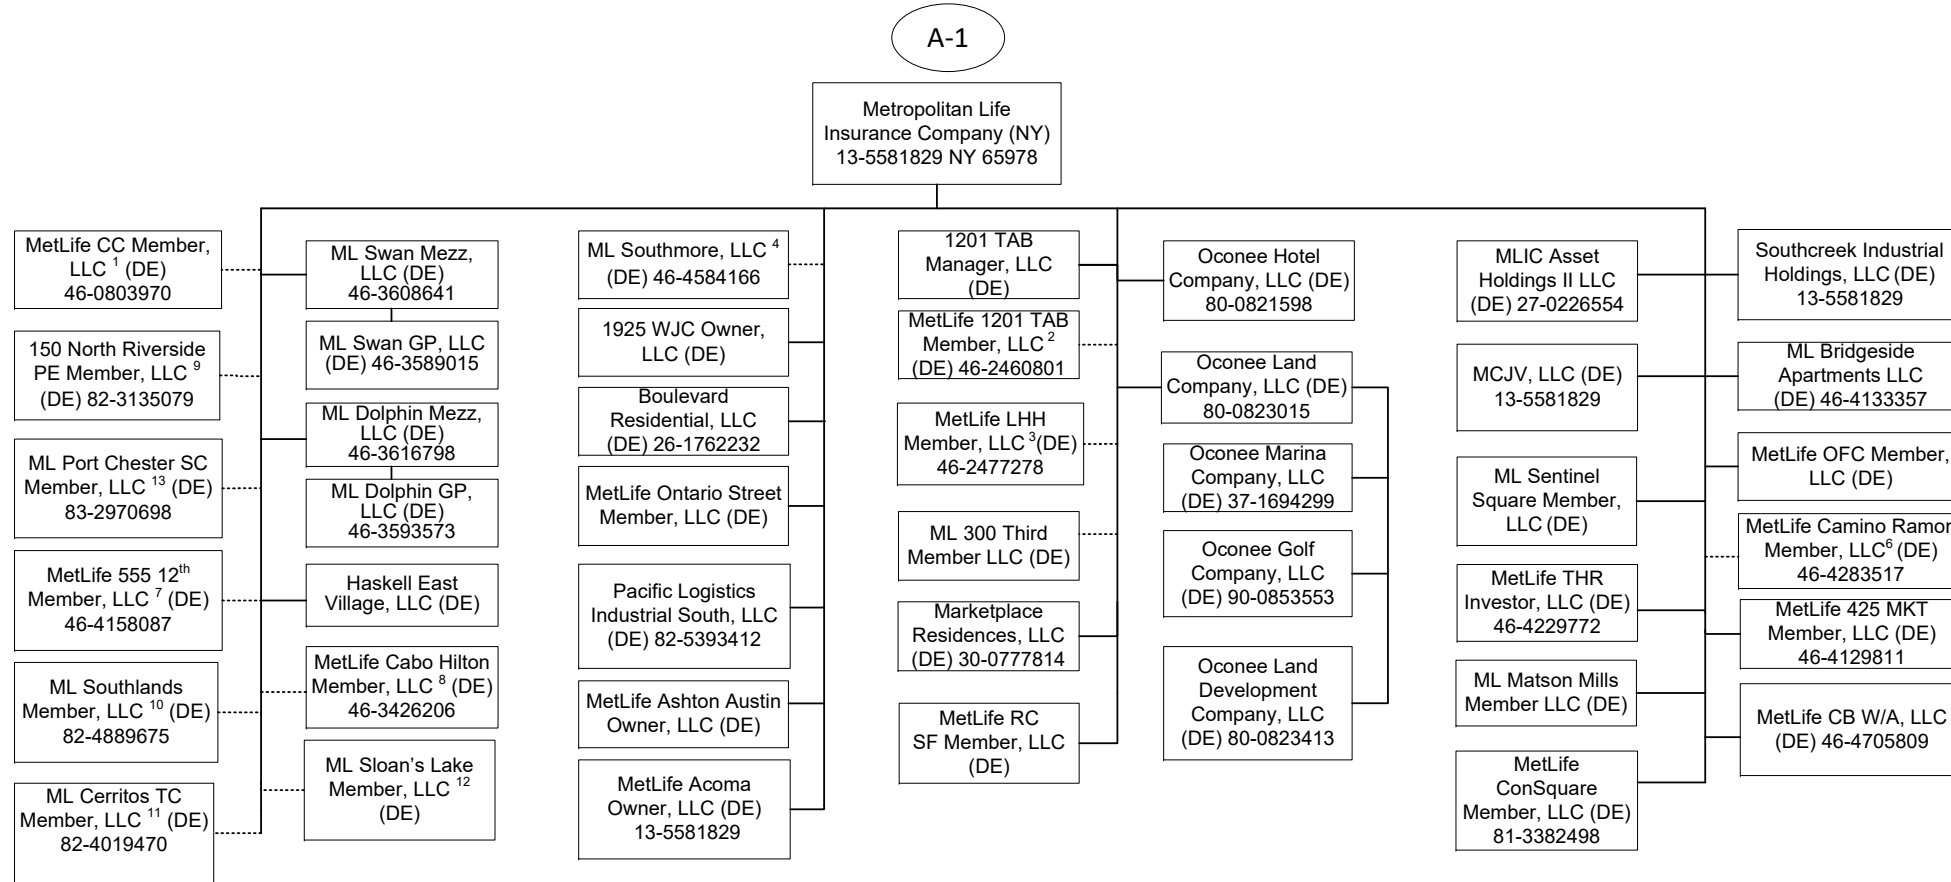 A-1
Metropolitan Life
Insurance Company (NY)
13-5581829 NY 65978
MetLife CC Member,
LLC 1 (DE)
46-0803970
150 North Riverside
PE Member, LLC 9
(DE) 82-3135079
ML Port Chester SC
Member, LLC 13 (DE)
83-2970698
MetLife 555 12th
Member, LLC 7 (DE)
46-4158087
ML Southlands
Member, LLC 10 (DE)
82-4889675
ML Cerritos TC
Member, LLC 11 (DE)
82-4019470
ML Swan Mezz,
LLC (DE)
46-3608641
ML Swan GP, LLC
(DE) 46-3589015
ML Dolphin Mezz,
LLC (DE)
46-3616798
ML Dolphin GP,
LLC (DE)
46-3593573
Haskell East
Village, LLC (DE)
MetLife Cabo Hilton
Member, LLC 8 (DE)
46-3426206
ML Sloan's Lake
Member, LLC 12
(DE)
ML Southmore, LLC 4
(DE) 46-4584166
1925 WJC Owner,
LLC (DE)
Boulevard
Residential, LLC
(DE) 26-1762232
MetLife Ontario Street
Member, LLC (DE)
Pacific Logistics
Industrial South, LLC
(DE) 82-5393412
MetLife Ashton Austin
Owner, LLC (DE)
MetLife Acoma
Owner, LLC (DE)
13-5581829
1201 TAB
Manager, LLC
(DE)
MetLife 1201 TAB
Member, LLC 2
(DE) 46-2460801
MetLife LHH
Member, LLC 3(DE)
46-2477278
ML 300 Third
Member LLC (DE)
Marketplace
Residences, LLC
(DE) 30-0777814
MetLife RC
SF Member, LLC
(DE)
Oconee Hotel
Company, LLC (DE)
80-0821598
Oconee Land
Company, LLC (DE)
80-0823015
Oconee Marina
Company, LLC
(DE) 37-1694299
Oconee Golf
Company, LLC
(DE) 90-0853553
Oconee Land
Development
Company, LLC
(DE) 80-0823413
MLIC Asset
Holdings II LLC
(DE) 27-0226554
MCJV, LLC (DE)
13-5581829
ML Sentinel
Square Member,
LLC (DE)
MetLife THR
Investor, LLC (DE)
46-4229772
ML Matson Mills
Member LLC (DE)
MetLife
ConSquare
Member, LLC (DE)
81-3382498
Southcreek Industrial
Holdings, LLC (DE)
13-5581829
ML Bridgeside
Apartments LLC
(DE) 46-4133357
MetLife OFC Member,
LLC (DE)
MetLife Camino Ramon
Member, LLC6 (DE)
46-4283517
MetLife 425 MKT
Member, LLC (DE)
46-4129811
MetLife CB W/A, LLC
(DE) 46-4705809